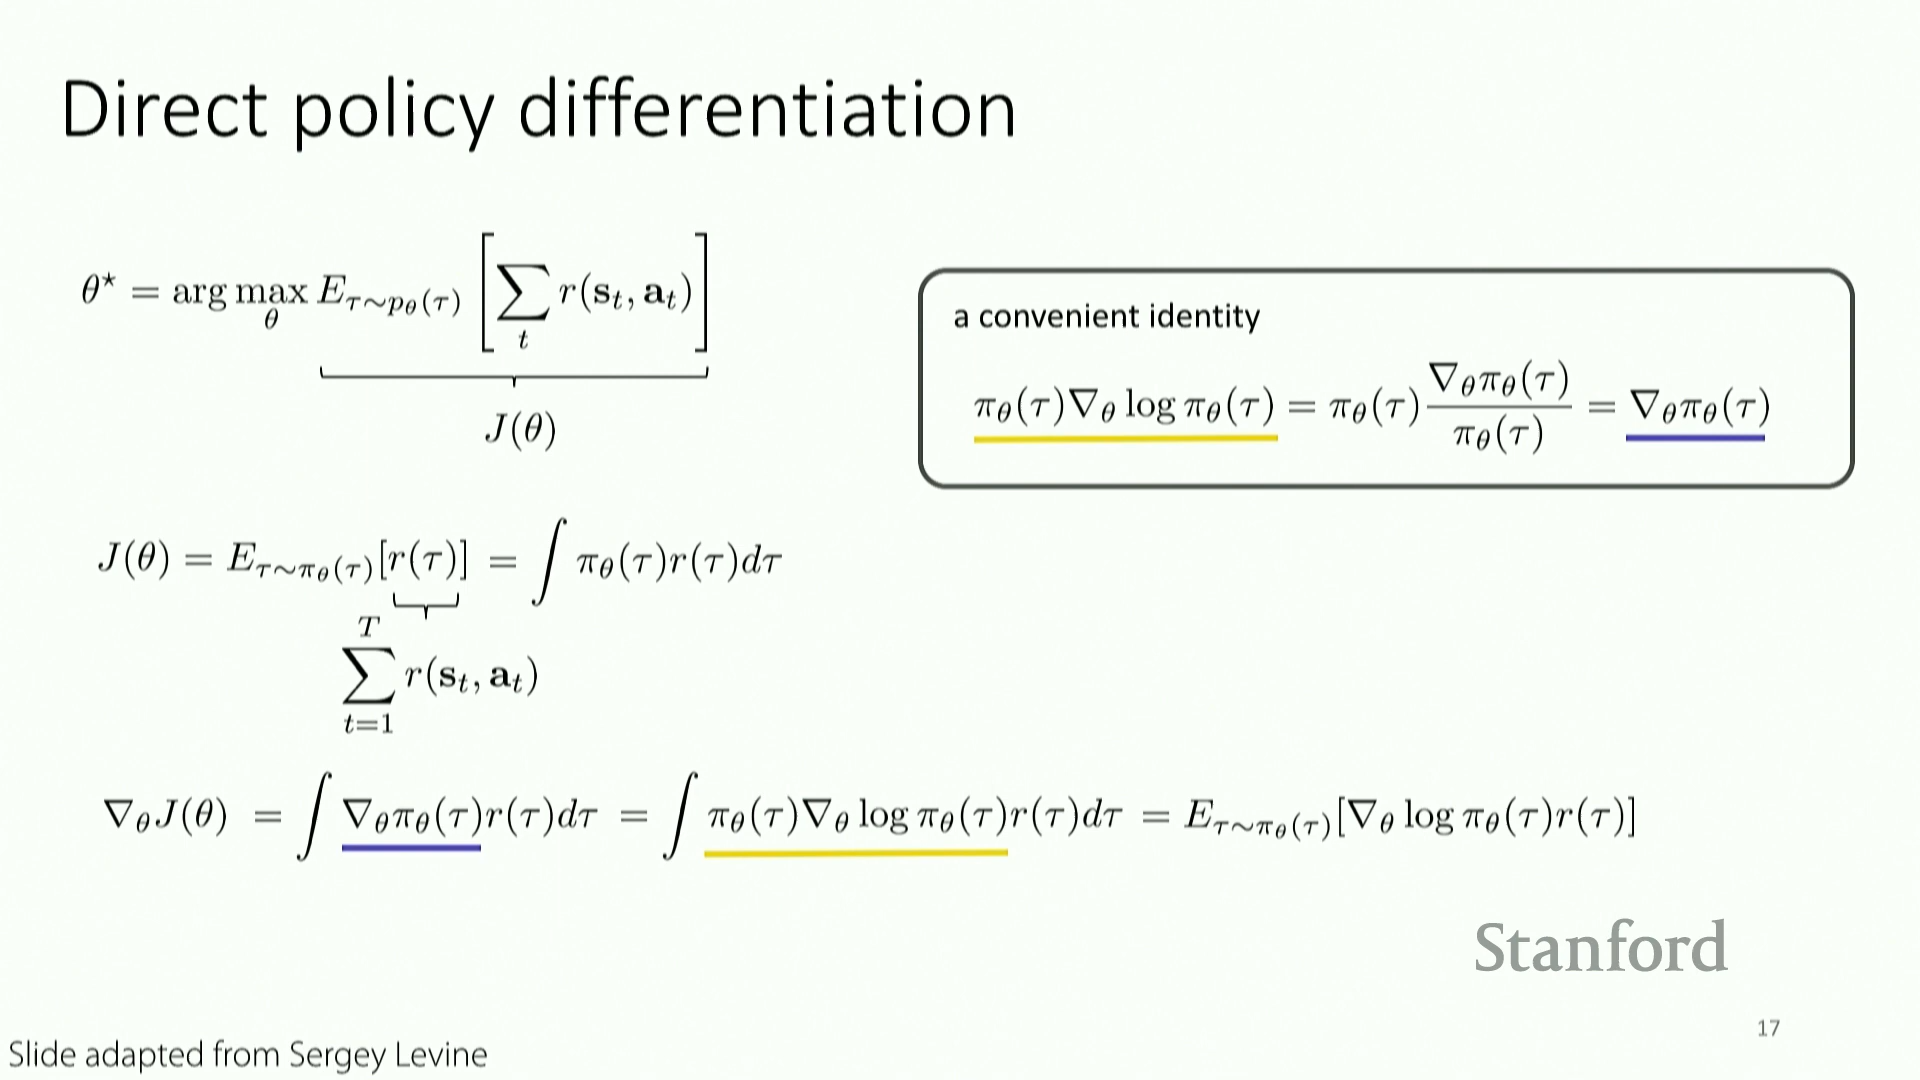 Direct policy differentiation
θ⋆ = arg max_θ E_{τ∼p_θ(τ)} [∑_t r(s_t, a_t)]
J(θ)
a convenient identity
π_θ(τ)∇_θ log π_θ(τ) = π_θ(τ) ∇_θπ_θ(τ) / π_θ(τ) = ∇_θπ_θ(τ)
J(θ) = E_{τ∼π_θ(τ)}[r(τ)] = ∫ π_θ(τ)r(τ)dτ
∑_{t=1}^{T} r(s_t, a_t)
∇_θJ(θ) = ∫ ∇_θπ_θ(τ)r(τ)dτ = ∫ π_θ(τ)∇_θ log π_θ(τ)r(τ)dτ = E_{τ∼π_θ(τ)}[∇_θ log π_θ(τ)r(τ)]
Stanford
17
Slide adapted from Sergey Levine